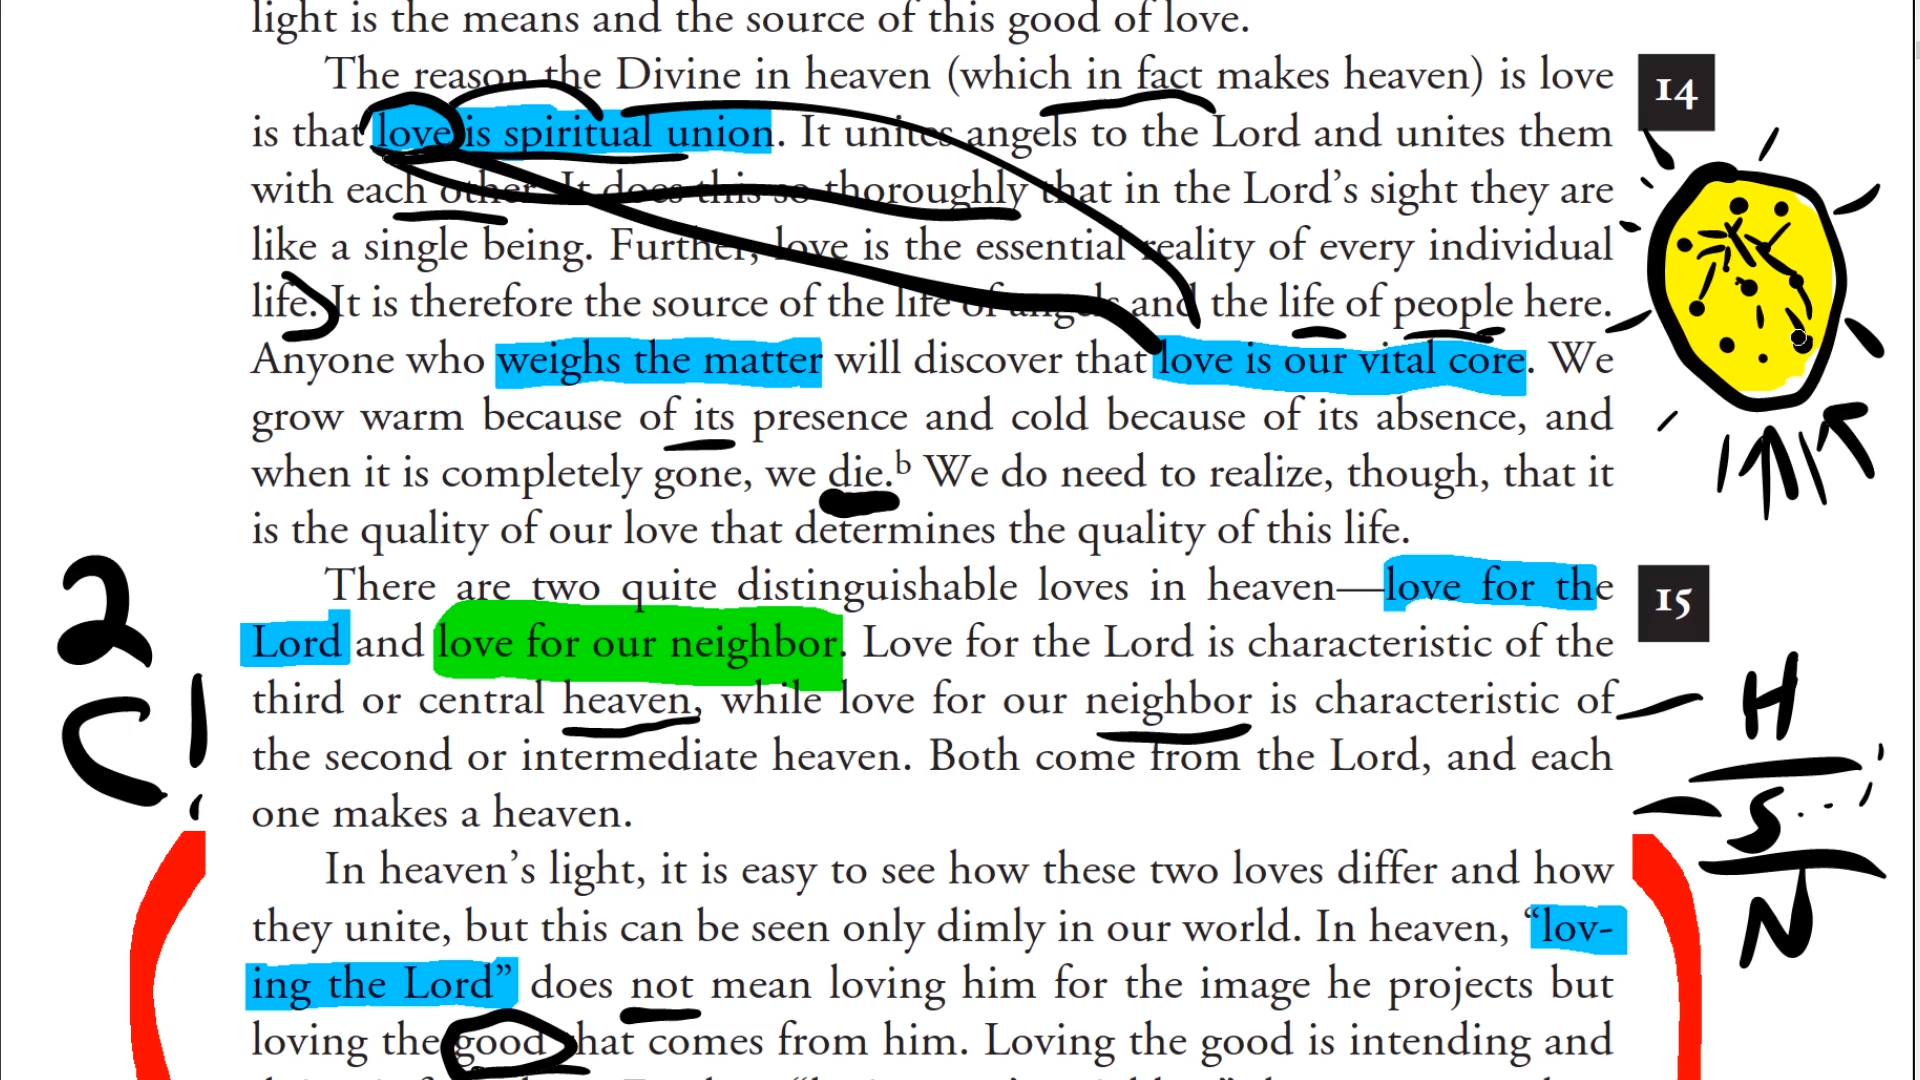 light is the means and the source of this good of love.
The reason the Divine in heaven (which in fact makes heaven) is love
14
is that love is spiritual union. It unites angels to the Lord and unites them
with each other. It does this so thoroughly that in the Lord’s sight they are
like a single being. Further, love is the essential reality of every individual
life. It is therefore the source of the life of angels and the life of people here.
Anyone who weighs the matter will discover that love is our vital core. We
grow warm because of its presence and cold because of its absence, and
when it is completely gone, we die.b We do need to realize, though, that it
is the quality of our love that determines the quality of this life.
There are two quite distinguishable loves in heaven—love for the
15
Lord and love for our neighbor. Love for the Lord is characteristic of the
third or central heaven, while love for our neighbor is characteristic of
the second or intermediate heaven. Both come from the Lord, and each
one makes a heaven.
In heaven’s light, it is easy to see how these two loves differ and how
they unite, but this can be seen only dimly in our world. In heaven, “lov-
ing the Lord” does not mean loving him for the image he projects but
loving the good that comes from him. Loving the good is intending and
2
C!
H
S
N